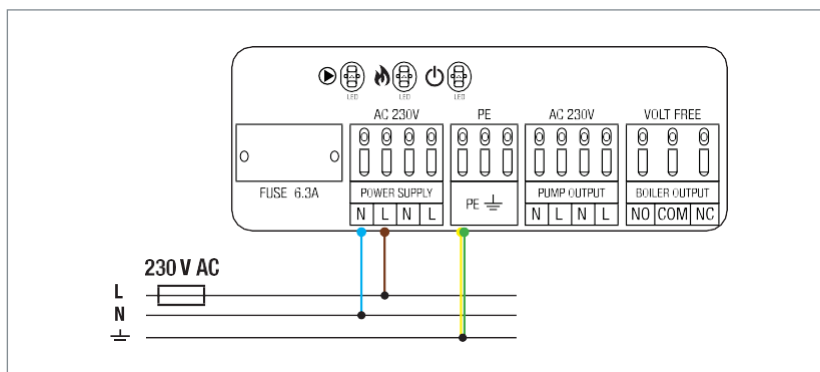 LED LED LED
AC 230V PE AC 230V VOLT FREE
FUSE 6.3A
POWER SUPPLY PE PUMP OUTPUT BOILER OUTPUT
N L N L N L N L NO COM NC
230 V AC
L
N